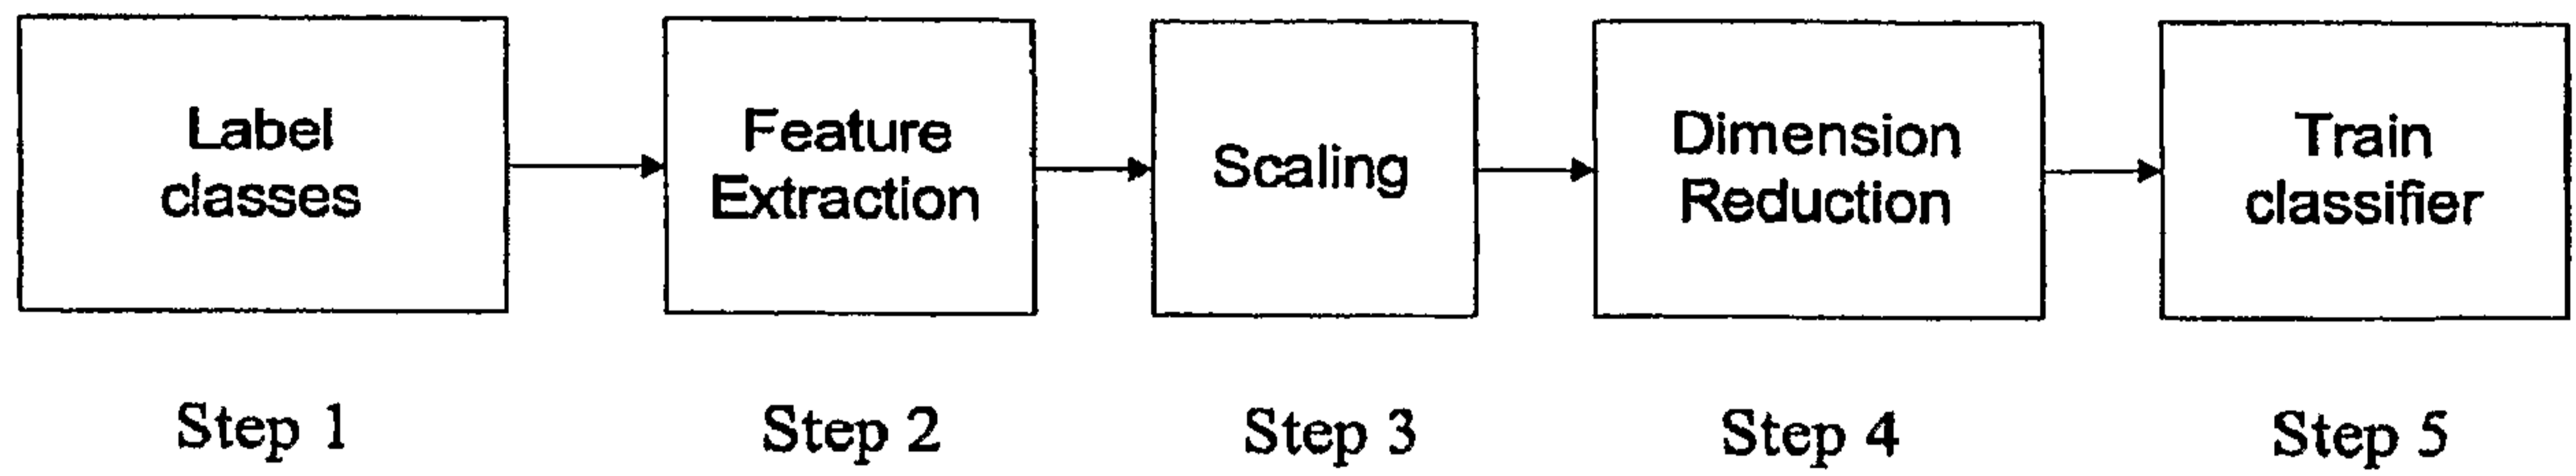 Label
classes
Feature
Extraction
Scaling
Dimension
Reduction
Train
classifier
Step 1
Step 2
Step 3
Step 4
Step 5